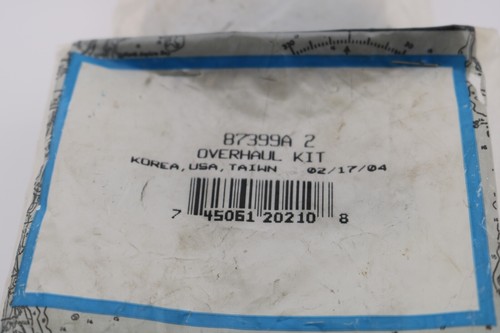 87399A 2
OVERHAUL KIT
KOREA,USA,TAIWN 02/17/04
7 45061 20210 8